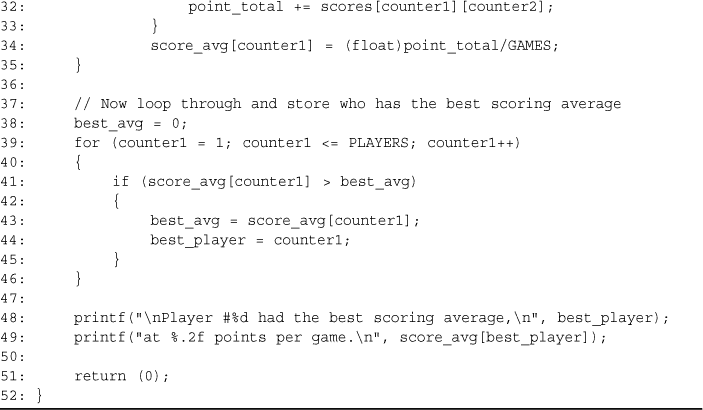 32:                 point_total += scores[counter1][counter2];
33:             }
34:             score_avg[counter1] = (float)point_total/GAMES;
35:     }
36:
37:     // Now loop through and store who has the best scoring average
38:     best_avg = 0;
39:     for (counter1 = 1; counter1 <= PLAYERS; counter1++)
40:     {
41:         if (score_avg[counter1] > best_avg)
42:         {
43:             best_avg = score_avg[counter1];
44:             best_player = counter1;
45:         }
46:     }
47:
48:     printf("\nPlayer #%d had the best scoring average,\n", best_player);
49:     printf("at %.2f points per game.\n", score_avg[best_player]);
50:
51:     return (0);
52: }